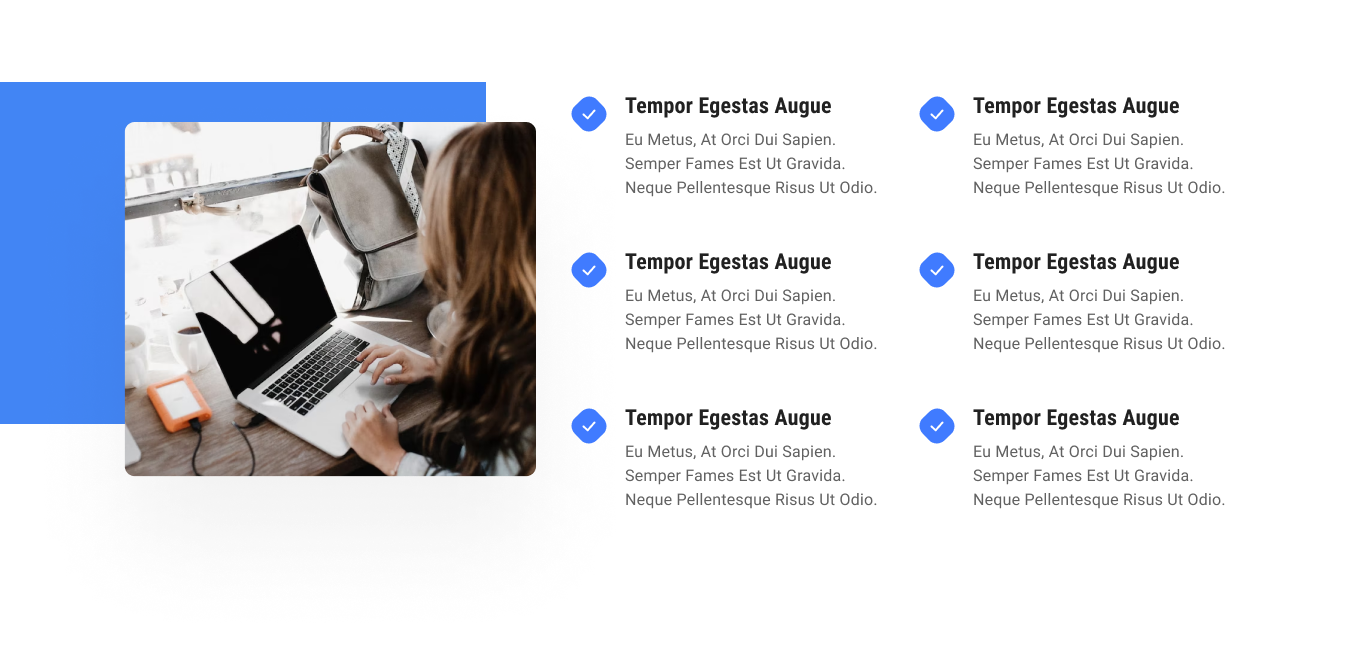 Tempor Egestas Augue
Eu Metus, At Orci Dui Sapien.
Semper Fames Est Ut Gravida.
Neque Pellentesque Risus Ut Odio.
Tempor Egestas Augue
Eu Metus, At Orci Dui Sapien.
Semper Fames Est Ut Gravida.
Neque Pellentesque Risus Ut Odio.
Tempor Egestas Augue
Eu Metus, At Orci Dui Sapien.
Semper Fames Est Ut Gravida.
Neque Pellentesque Risus Ut Odio.
Tempor Egestas Augue
Eu Metus, At Orci Dui Sapien.
Semper Fames Est Ut Gravida.
Neque Pellentesque Risus Ut Odio.
Tempor Egestas Augue
Eu Metus, At Orci Dui Sapien.
Semper Fames Est Ut Gravida.
Neque Pellentesque Risus Ut Odio.
Tempor Egestas Augue
Eu Metus, At Orci Dui Sapien.
Semper Fames Est Ut Gravida.
Neque Pellentesque Risus Ut Odio.